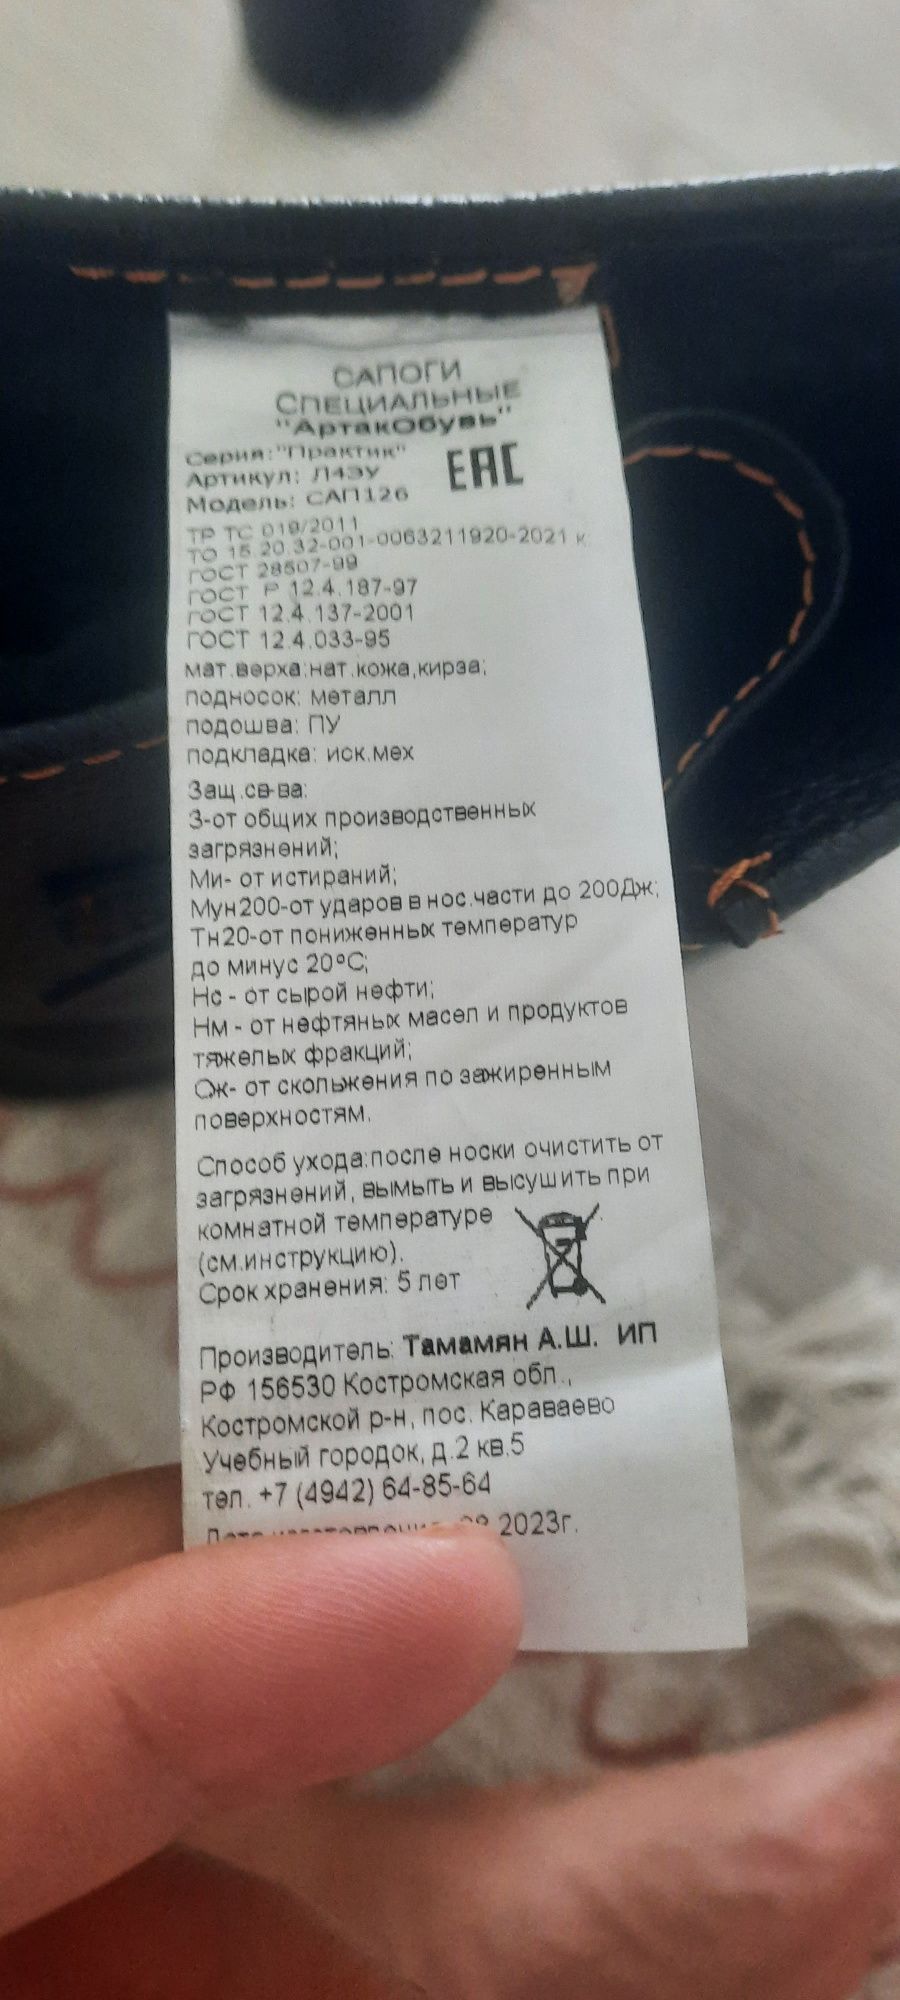 САПОГИ
СПЕЦИАЛЬНЫЕ
"АртакОбувь"
Серия:"Практик"
Артикул: Л43У
Модель: САП126
ЕАС
ТР ТС 019/2011
ТО 15.20.32-001-0063211920-2021 к
ГОСТ 28507-99
ГОСТ Р 12.4.187-97
ГОСТ 12.4.137-2001
ГОСТ 12.4.033-95
мат.верха:нат.кожа,кирза;
подносок: металл
подошва: ПУ
подкладка: иск.мех
Защ.св-ва:
З-от общих производственных
загрязнений;
Ми- от истираний;
Мун200-от ударов в нос.части до 200Дж;
Тн20-от пониженных температур
до минус 20°С;
Нс - от сырой нефти;
Нм - от нефтяных масел и продуктов
тяжелых фракций;
Сж- от скольжения по зажиренным
поверхностям.
Способ ухода:после носки очистить от
загрязнений, вымыть и высушить при
комнатной температуре
(см.инструкцию).
Срок хранения: 5 лет
Производитель: Тамамян А.Ш. ИП
РФ 156530 Костромская обл.,
Костромской р-н, пос. Караваево
Учебный городок, д.2 кв.5
тел. +7 (4942) 64-85-64
2023г.